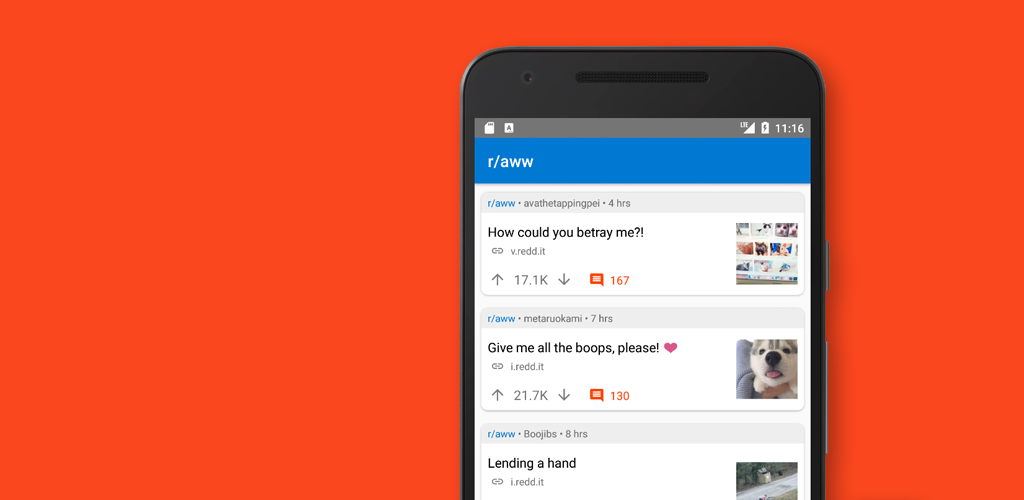 LTE 11:16
r/aww
r/aww • avathetappingpei • 4 hrs
How could you betray me?!
v.redd.it
17.1K 167
r/aww • metaruokami • 7 hrs
Give me all the boops, please! ❤
i.redd.it
21.7K 130
r/aww • Boojibs • 8 hrs
Lending a hand
i.redd.it